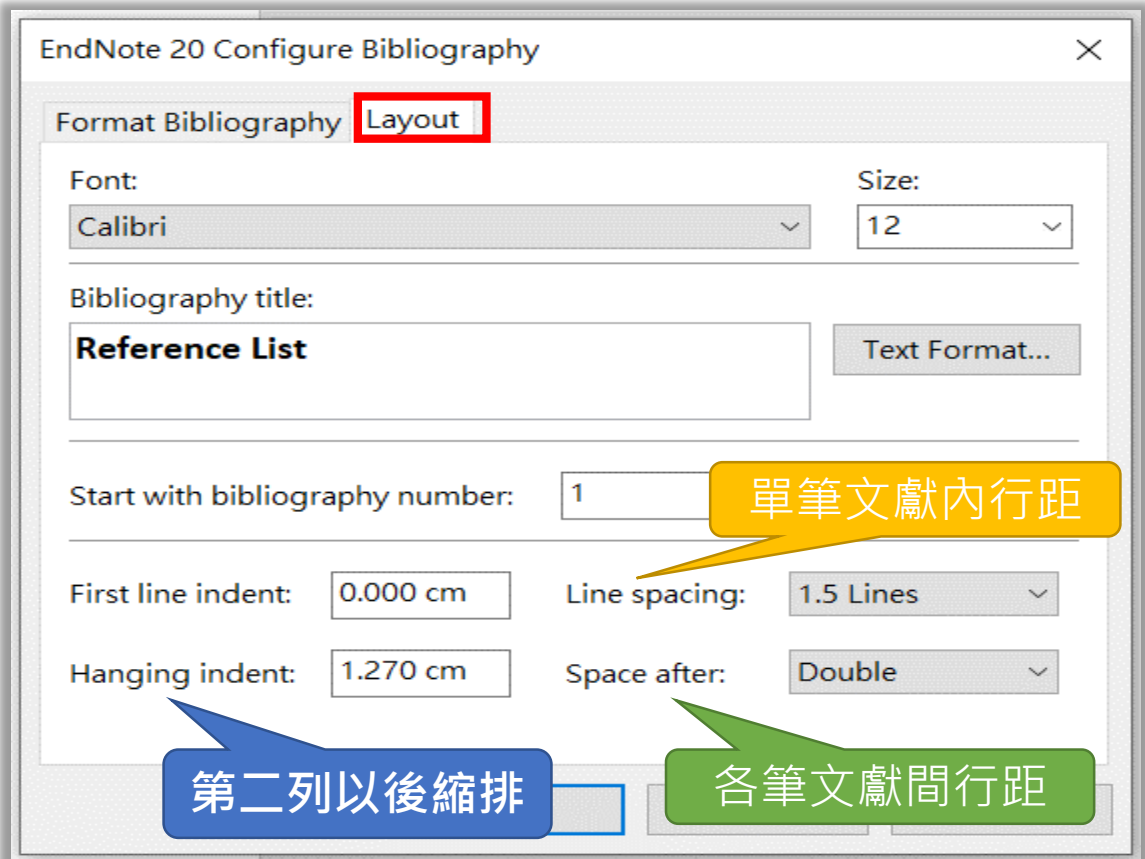 EndNote 20 Configure Bibliography
Format Bibliography Layout
Font: Size:
Calibri 12
Bibliography title:
Reference List
Text Format...
Start with bibliography number: 1
單筆文獻內行距
First line indent: 0.000 cm Line spacing: 1.5 Lines
Hanging indent: 1.270 cm Space after: Double
第二列以後縮排
各筆文獻間行距